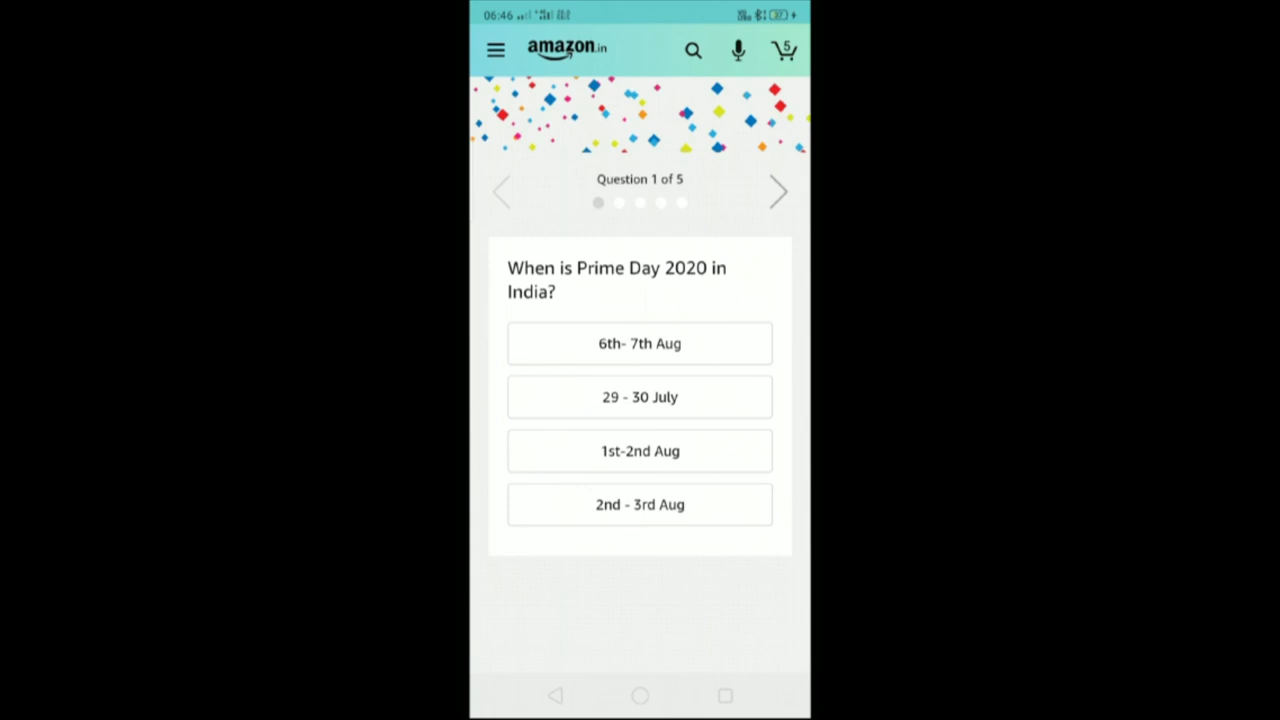 06:46
amazon.in
5
Question 1 of 5
When is Prime Day 2020 in
India?
6th- 7th Aug
29 - 30 July
1st-2nd Aug
2nd - 3rd Aug